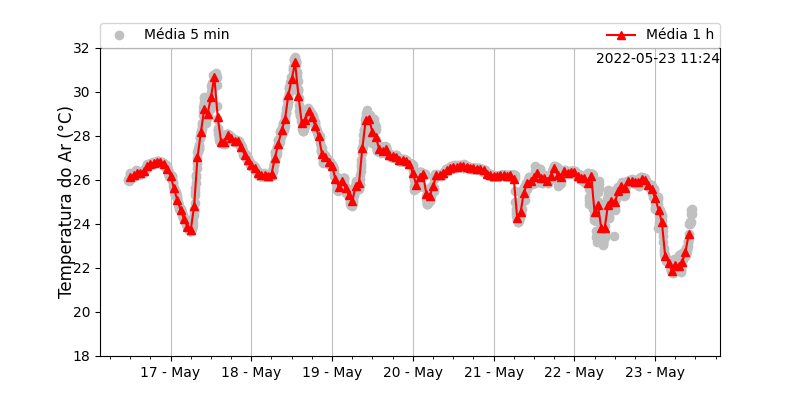 Média 5 min
Média 1 h
2022-05-23 11:24
Temperatura do Ar (°C)
32
30
28
26
24
22
20
18
17 - May
18 - May
19 - May
20 - May
21 - May
22 - May
23 - May